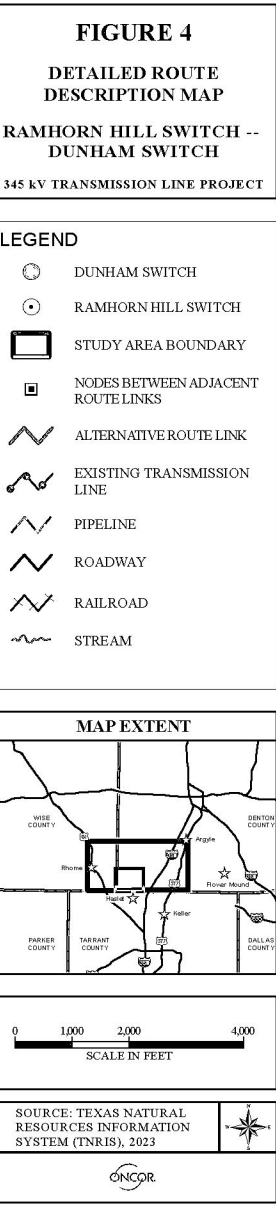 FIGURE 4
DETAILED ROUTE
DESCRIPTION MAP
RAMHORN HILL SWITCH --
DUNHAM SWITCH
345 kV TRANSMISSION LINE PROJECT
LEGEND
DUNHAM SWITCH
RAMHORN HILL SWITCH
STUDY AREA BOUNDARY
NODES BETWEEN ADJACENT
ROUTE LINKS
ALTERNATIVE ROUTE LINK
EXISTING TRANSMISSION
LINE
PIPELINE
ROADWAY
RAILROAD
STREAM
MAP EXTENT
WISE
COUNTY
DENTON
COUNTY
Argyle
Rhome
Flower Mound
377
Haslet
Keller
377
PARKER
COUNTY
TARRANT
COUNTY
DALLAS
COUNTY
0 1,000 2,000 4,000
SCALE IN FEET
SOURCE: TEXAS NATURAL
RESOURCES INFORMATION
SYSTEM (TNRIS), 2023
N
W E
S
ONCOR